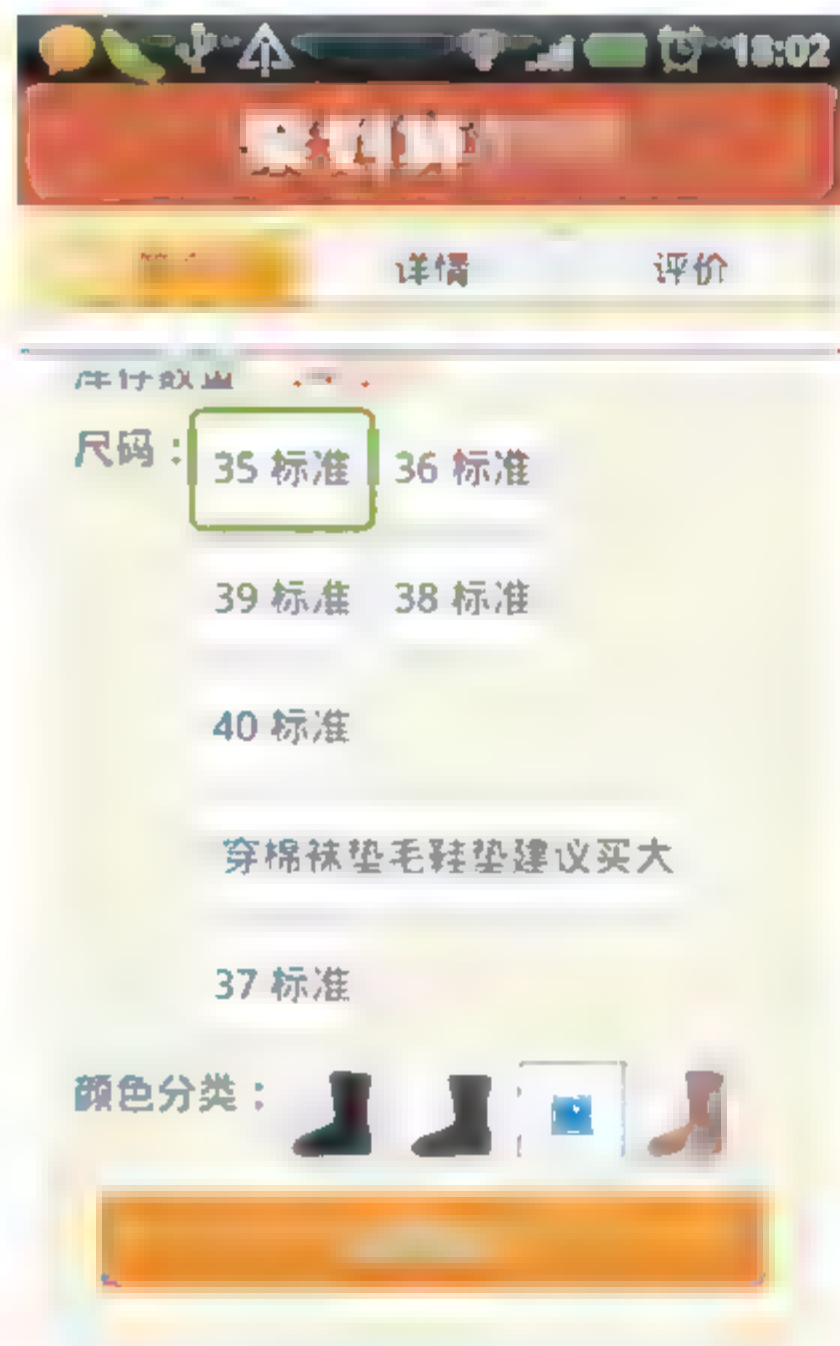 18:02
详情 评价
尺码：
35 标准 36 标准
39 标准 38 标准
40 标准
穿棉袜垫毛鞋垫建议买大
37 标准
颜色分类：